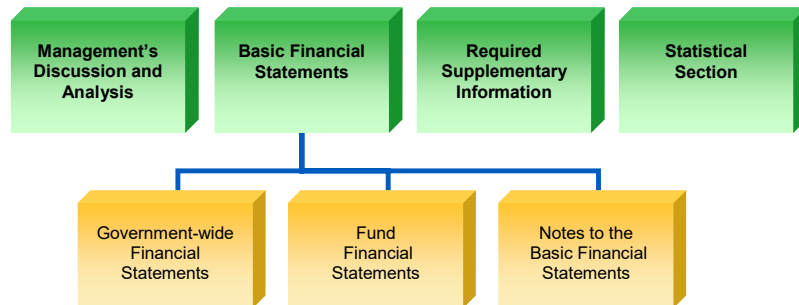 Management’s
Discussion and
Analysis
Basic Financial
Statements
Required
Supplementary
Information
Statistical
Section
Government-wide
Financial
Statements
Fund
Financial
Statements
Notes to the
Basic Financial
Statements